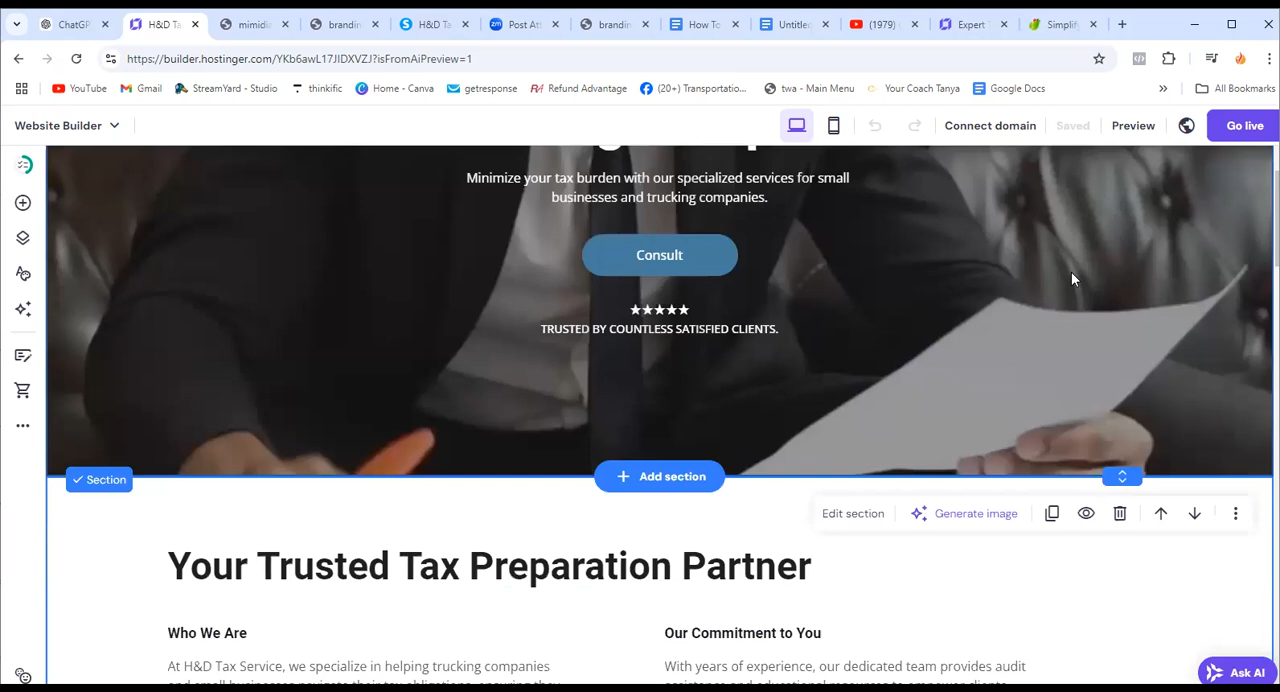 ChatGP
H&D Ta
mimidi
brandin
H&D Ta
Post At
brandin
How To
Untitle
(1979)
Expert
Simplif
https://builder.hostinger.com/YKb6awL17JIDXVZJ?isFromAiPreview=1
YouTube
Gmail
StreamYard - Studio
thinkific
Home - Canva
getresponse
Refund Advantage
(20+) Transportatio...
twa - Main Menu
Your Coach Tanya
Google Docs
All Bookmarks
Website Builder
Connect domain
Saved
Preview
Go live
Minimize your tax burden with our specialized services for small
businesses and trucking companies.
Consult
★★★★★
TRUSTED BY COUNTLESS SATISFIED CLIENTS.
Section
Add section
Edit section
Generate image
Your Trusted Tax Preparation Partner
Who We Are
Our Commitment to You
At H&D Tax Service, we specialize in helping trucking companies
With years of experience, our dedicated team provides audit
Ask AI